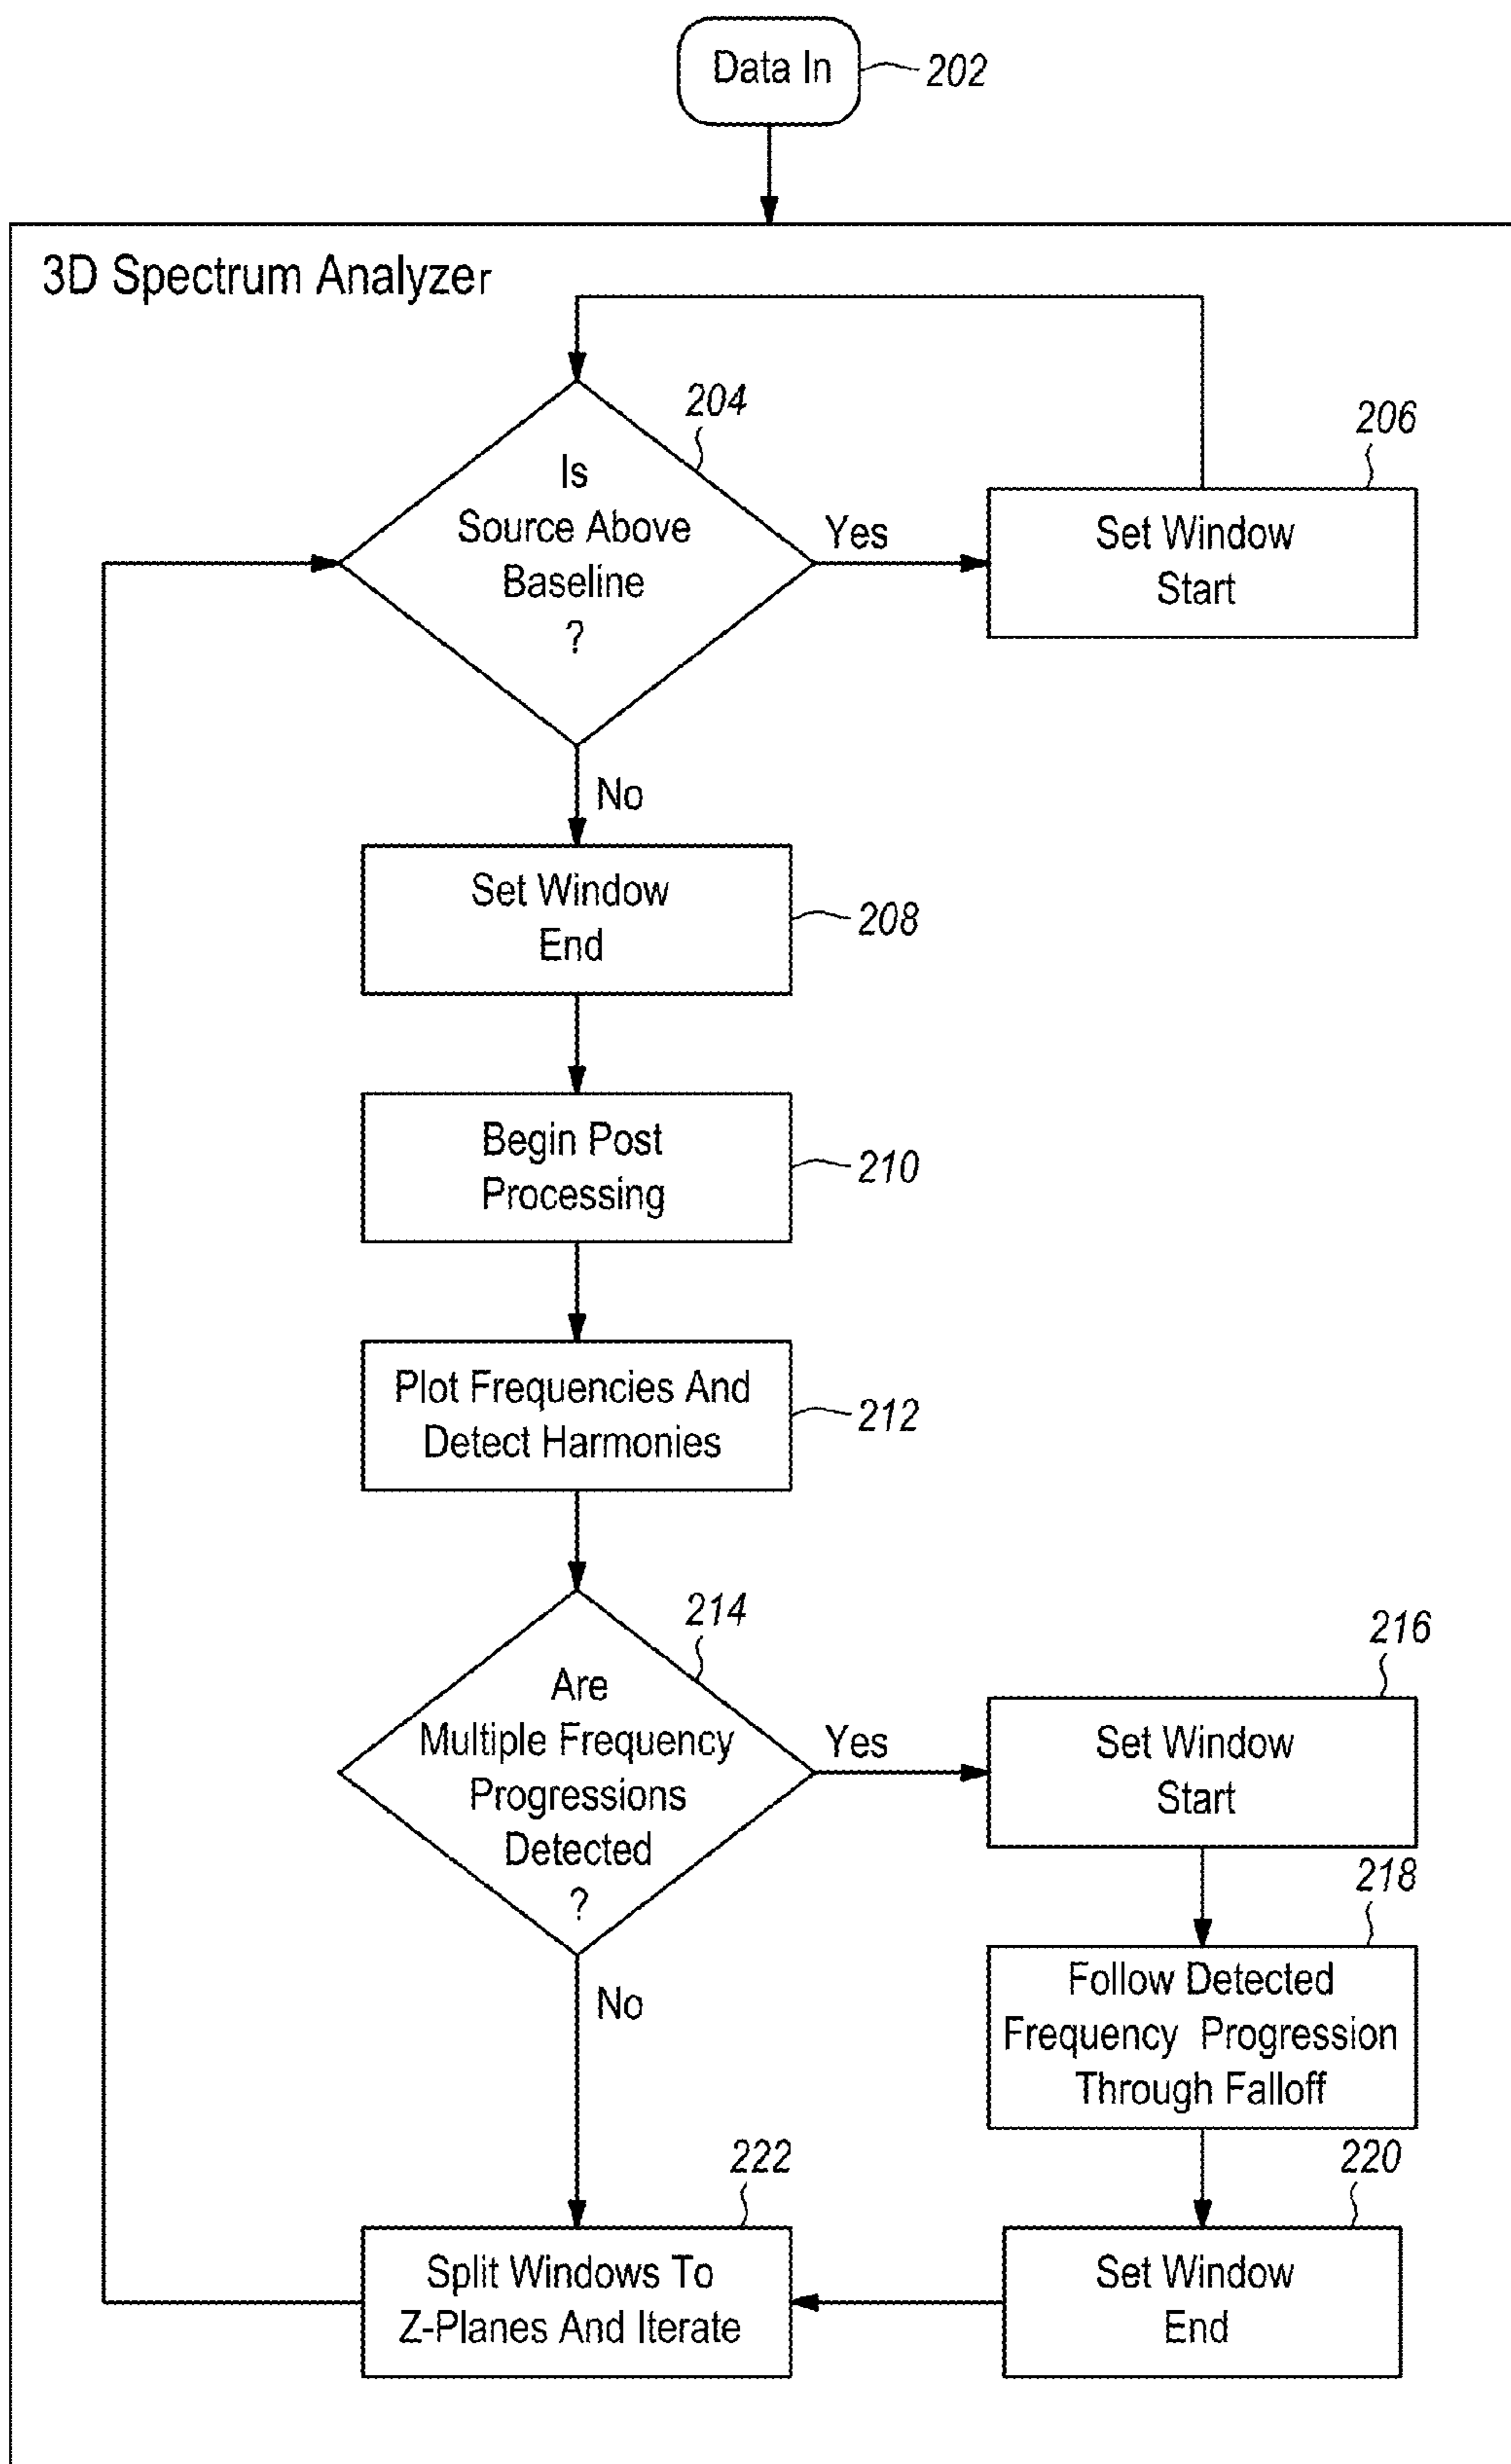 Data In
202
3D Spectrum Analyzer
204
Is
Source Above
Baseline
?
Yes
206
Set Window
Start
No
Set Window
End
208
Begin Post
Processing
210
Plot Frequencies And
Detect Harmonies
212
214
Are
Multiple Frequency
Progressions
Detected
?
Yes
216
Set Window
Start
218
Follow Detected
Frequency Progression
Through Falloff
No
222
Split Windows To
Z-Planes And Iterate
220
Set Window
End